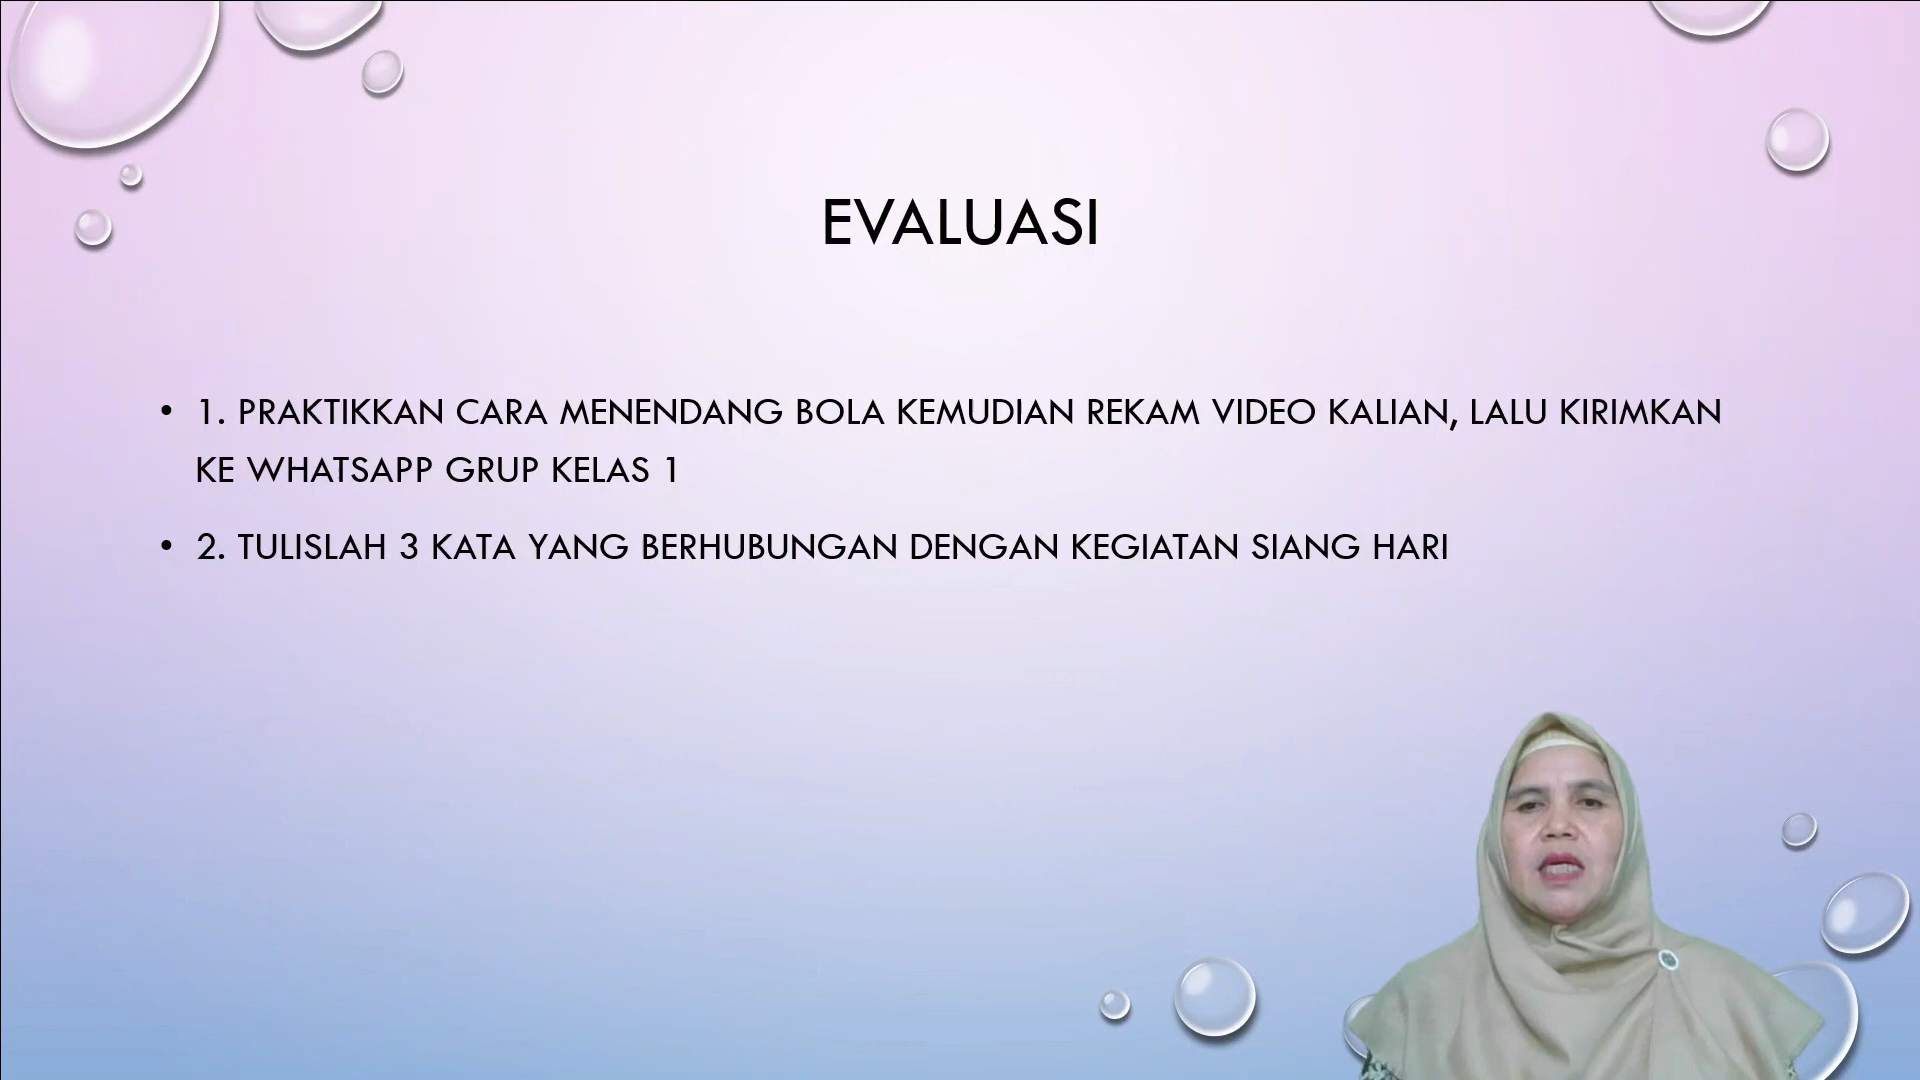 EVALUASI
• 1. PRAKTIKKAN CARA MENENDANG BOLA KEMUDIAN REKAM VIDEO KALIAN, LALU KIRIMKAN
KE WHATSAPP GRUP KELAS 1
• 2. TULISLAH 3 KATA YANG BERHUBUNGAN DENGAN KEGIATAN SIANG HARI